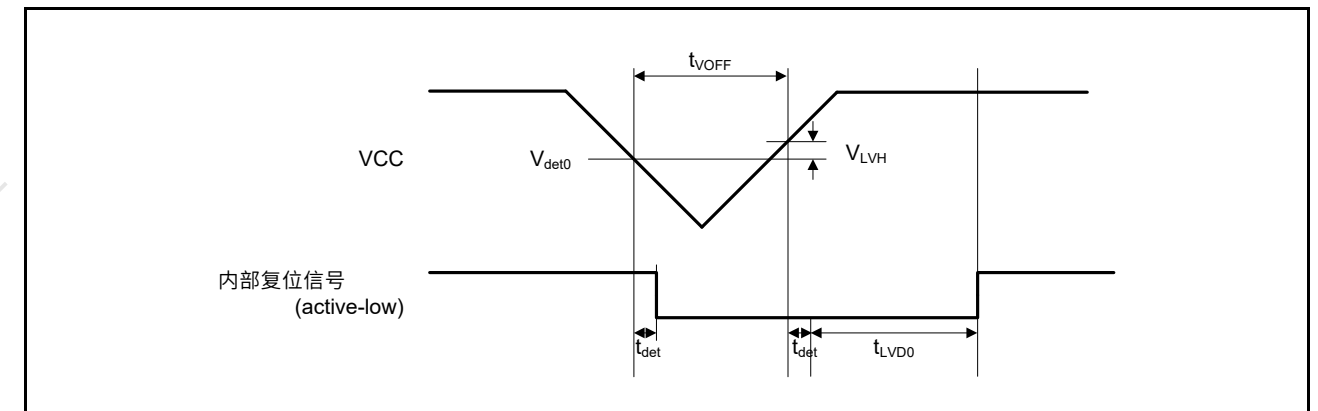 tVOFF
VCC
Vdet0
VLVH
内部复位信号
(active-low)
tdet
tdet
tLVD0